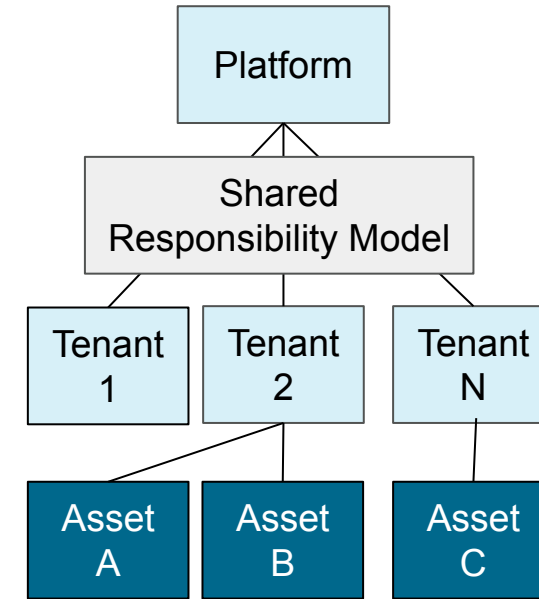 Platform
Shared
Responsibility Model
Tenant
1
Tenant
2
Tenant
N
Asset
A
Asset
B
Asset
C